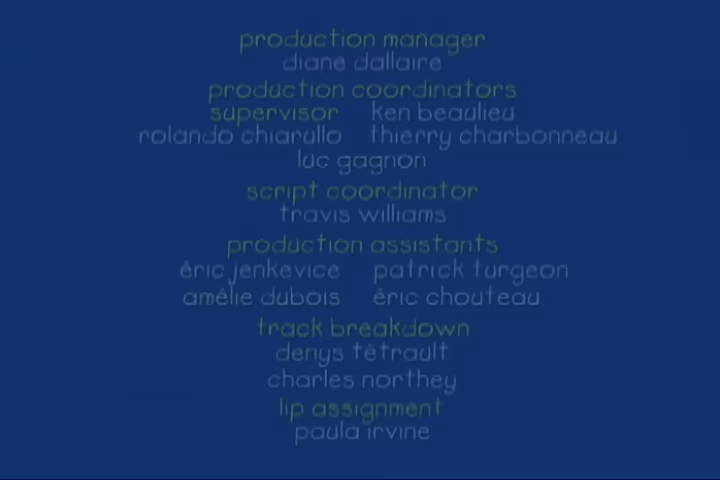 production manager
diane dallaire
production coordinators
supervisor ken beaulieu
rolando chiarullo thierry charbonneau
luc gagnon
script coordinator
travis williams
production assistants
éric jenkevice patrick turgeon
amélie dubois éric chouteau
track breakdown
denys tétrault
charles northey
lip assignment
paula irvine